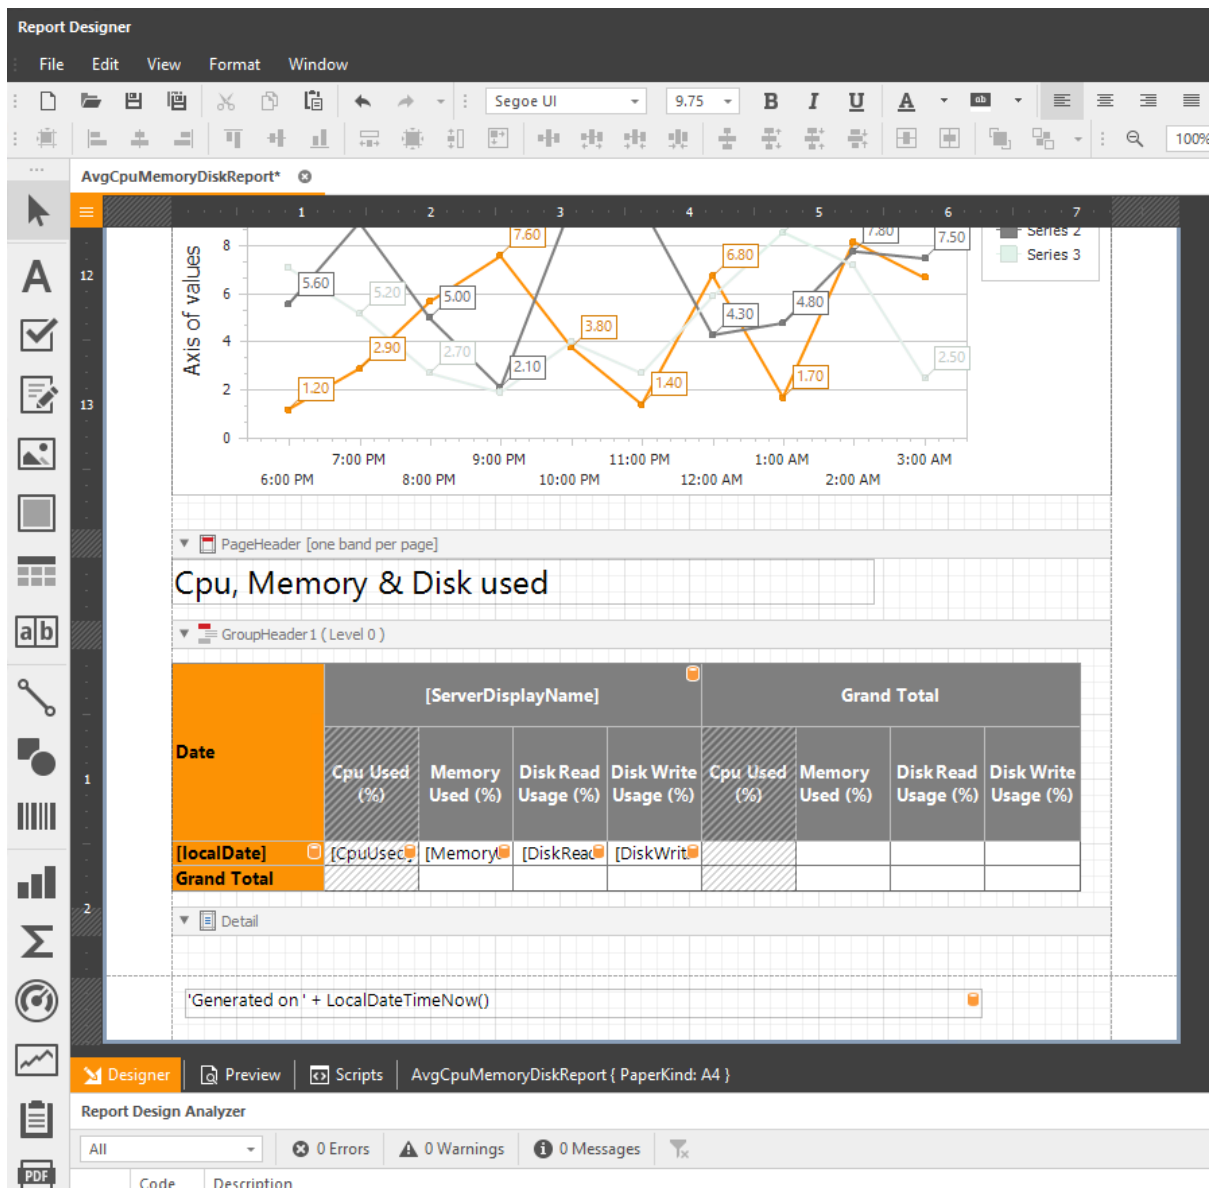 Report Designer
File Edit View Format Window
Segoe UI 9.75 B I U A ab
100%
AvgCpuMemoryDiskReport*
1 2 3 4 5 6 7
Series 2
Series 3
12
13
1
2
Axis of values
8
6
4
2
0
7.60
7.80
7.50
6.80
5.60
5.20
5.00
4.80
4.30
3.80
2.90
2.70
2.10
2.50
1.20
1.40
1.70
7:00 PM 9:00 PM 11:00 PM 1:00 AM 3:00 AM
6:00 PM 8:00 PM 10:00 PM 12:00 AM 2:00 AM
PageHeader [one band per page]
Cpu, Memory & Disk used
GroupHeader1 ( Level 0 )
[ServerDisplayName] Grand Total
Date
Cpu Used Memory Disk Read Disk Write Cpu Used Memory Disk Read Disk Write
(%) Used (%) Usage (%) Usage (%) (%) Used (%) Usage (%) Usage (%)
[localDate] [CpuUsed] [Memory [DiskRead [DiskWrit
Grand Total
Detail
'Generated on ' + LocalDateTimeNow()
A
a|b
PDF
Designer Preview Scripts AvgCpuMemoryDiskReport { PaperKind: A4 }
Report Design Analyzer
All 0 Errors 0 Warnings 0 Messages
Code Description